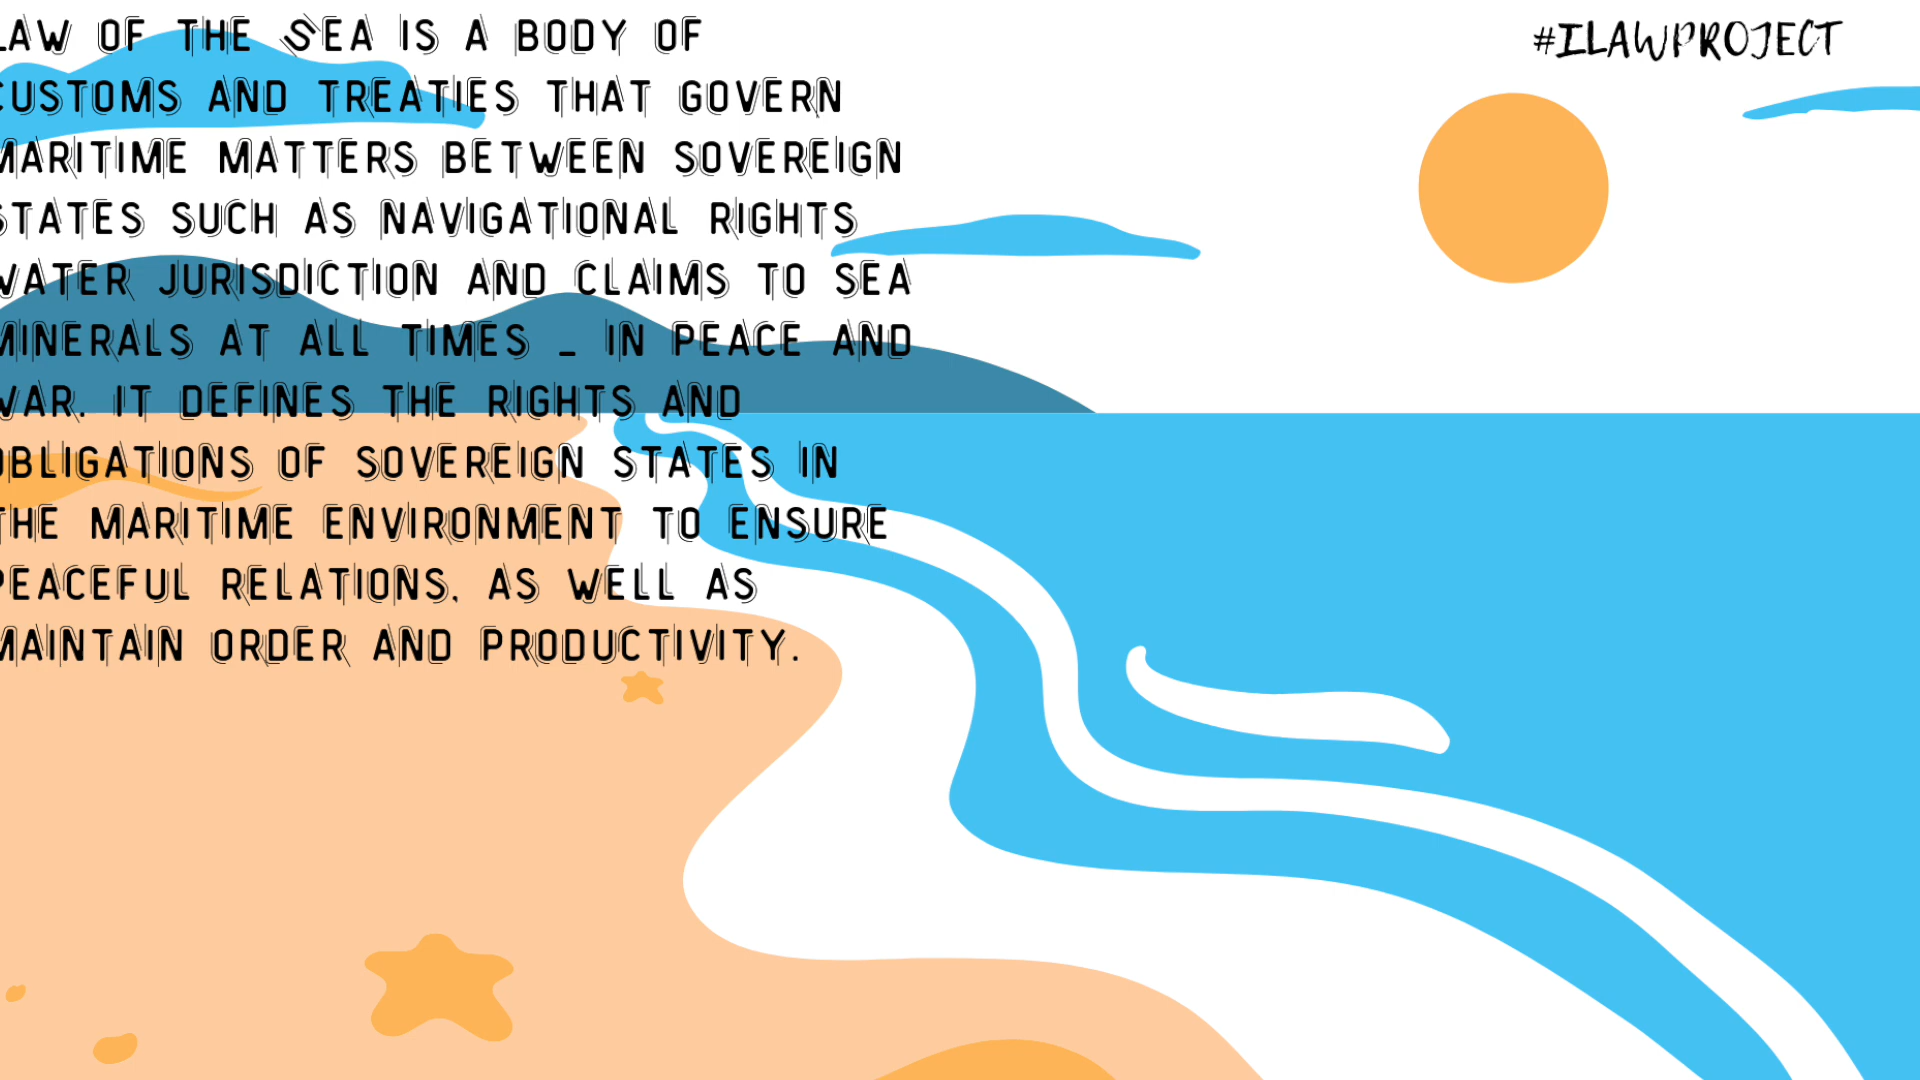 LAW OF THE SEA IS A BODY OF
CUSTOMS AND TREATIES THAT GOVERN
MARITIME MATTERS BETWEEN SOVEREIGN
STATES SUCH AS NAVIGATIONAL RIGHTS
WATER JURISDICTION AND CLAIMS TO SEA
MINERALS AT ALL TIMES _ IN PEACE AND
WAR. IT DEFINES THE RIGHTS AND
OBLIGATIONS OF SOVEREIGN STATES IN
THE MARITIME ENVIRONMENT TO ENSURE
PEACEFUL RELATIONS, AS WELL AS
MAINTAIN ORDER AND PRODUCTIVITY.
#ILAWPROJECT